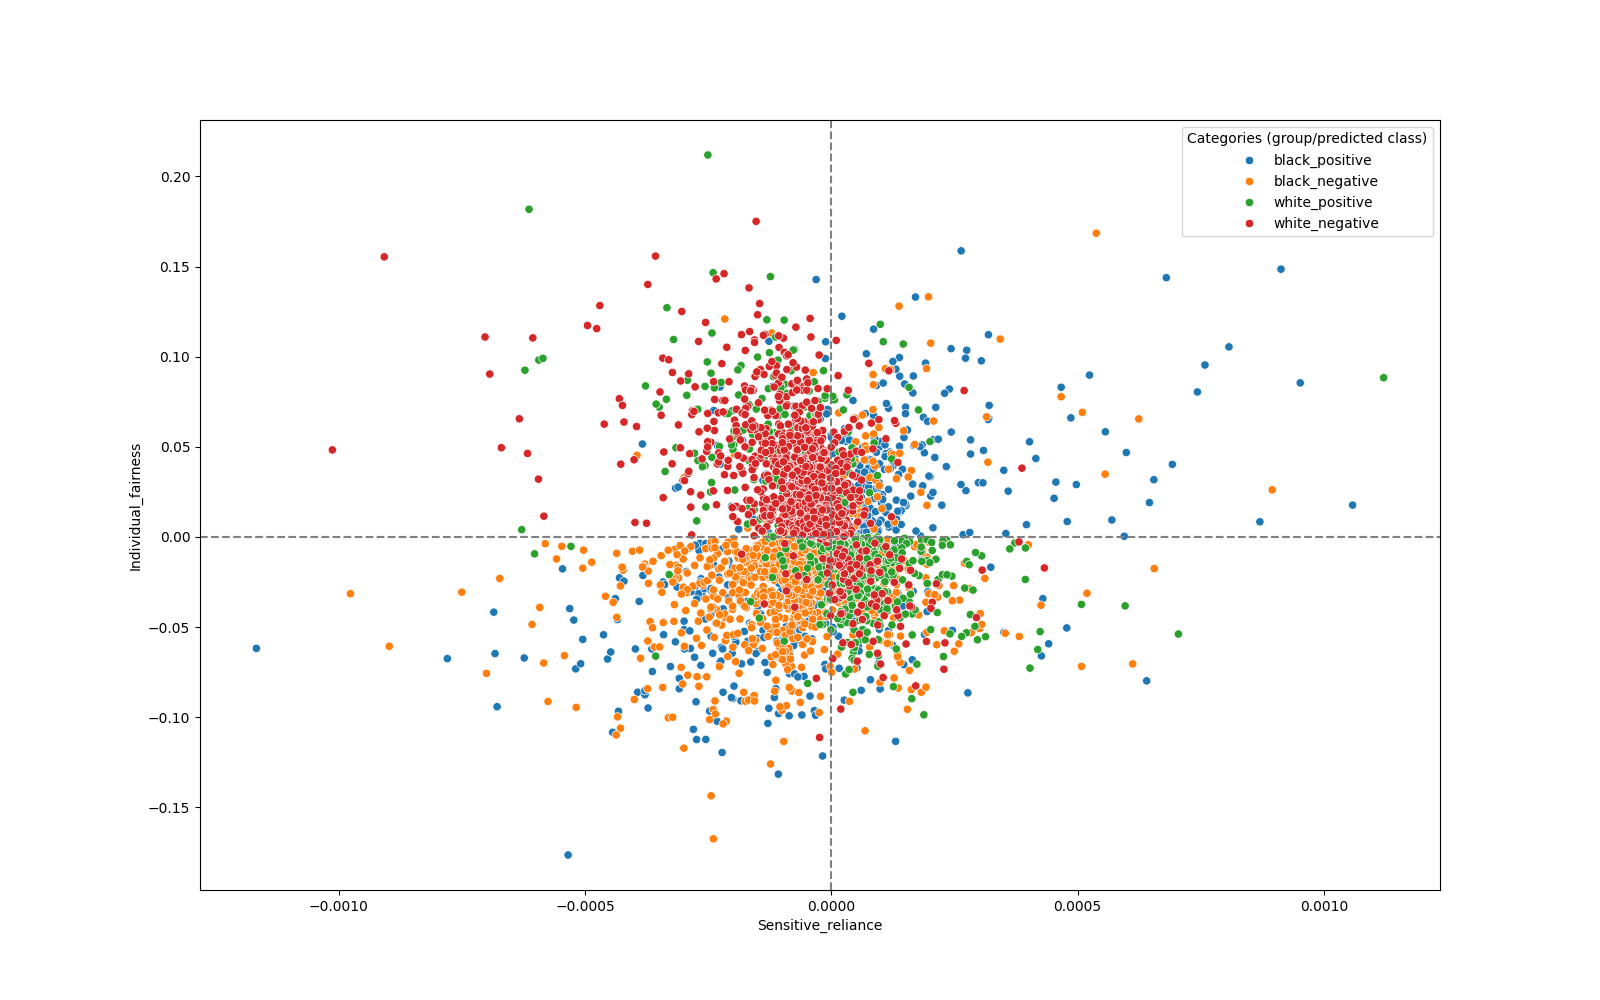 Categories (group/predicted class)
black_positive
black_negative
white_positive
white_negative
0.20
0.15
0.10
0.05
0.00
−0.05
−0.10
−0.15
Individual_fairness
−0.0010
−0.0005
0.0000
0.0005
0.0010
Sensitive_reliance